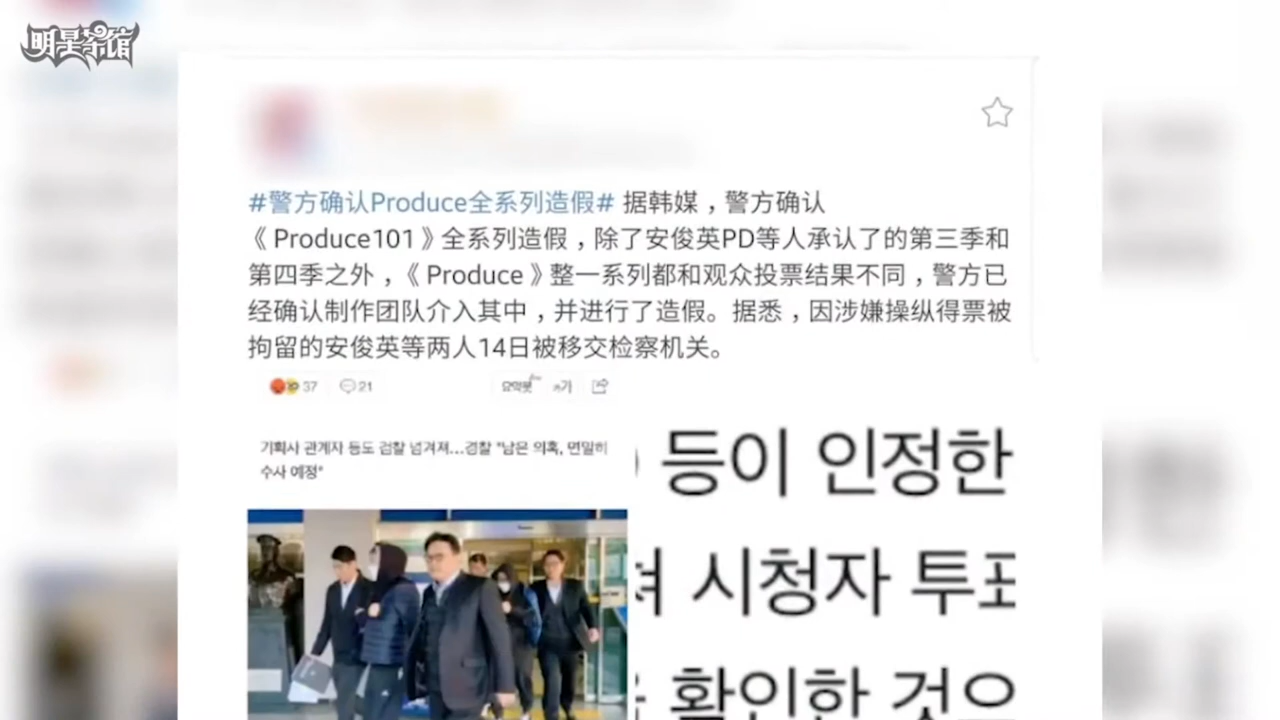 明星茶馆
#警方确认Produce全系列造假# 据韩媒，警方确认
《Produce101》全系列造假，除了安俊英PD等人承认了的第三季和
第四季之外，《Produce》整一系列都和观众投票结果不同，警方已
经确认制作团队介入其中，并进行了造假。据悉，因涉嫌操纵得票被
拘留的安俊英等两人14日被移交检察机关。
37 21 요약봇 가
기획사 관계자 등도 검찰 넘겨져...경찰 "남은 의혹, 면밀히
수사 예정"
등이 인정한
시청자 투표
확인한 것으